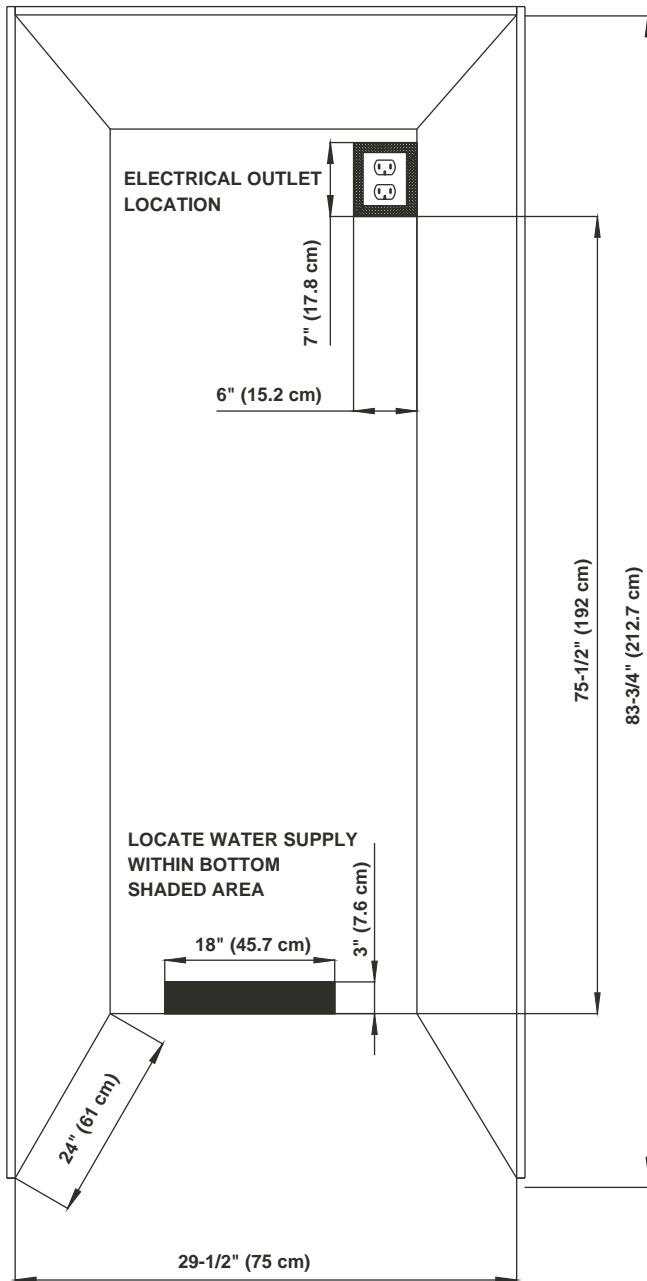 ELECTRICAL OUTLET
LOCATION
7" (17.8 cm)
6" (15.2 cm)
75-1/2" (192 cm)
83-3/4" (212.7 cm)
LOCATE WATER SUPPLY
WITHIN BOTTOM
SHADED AREA
18" (45.7 cm)
3" (7.6 cm)
24" (61 cm)
29-1/2" (75 cm)